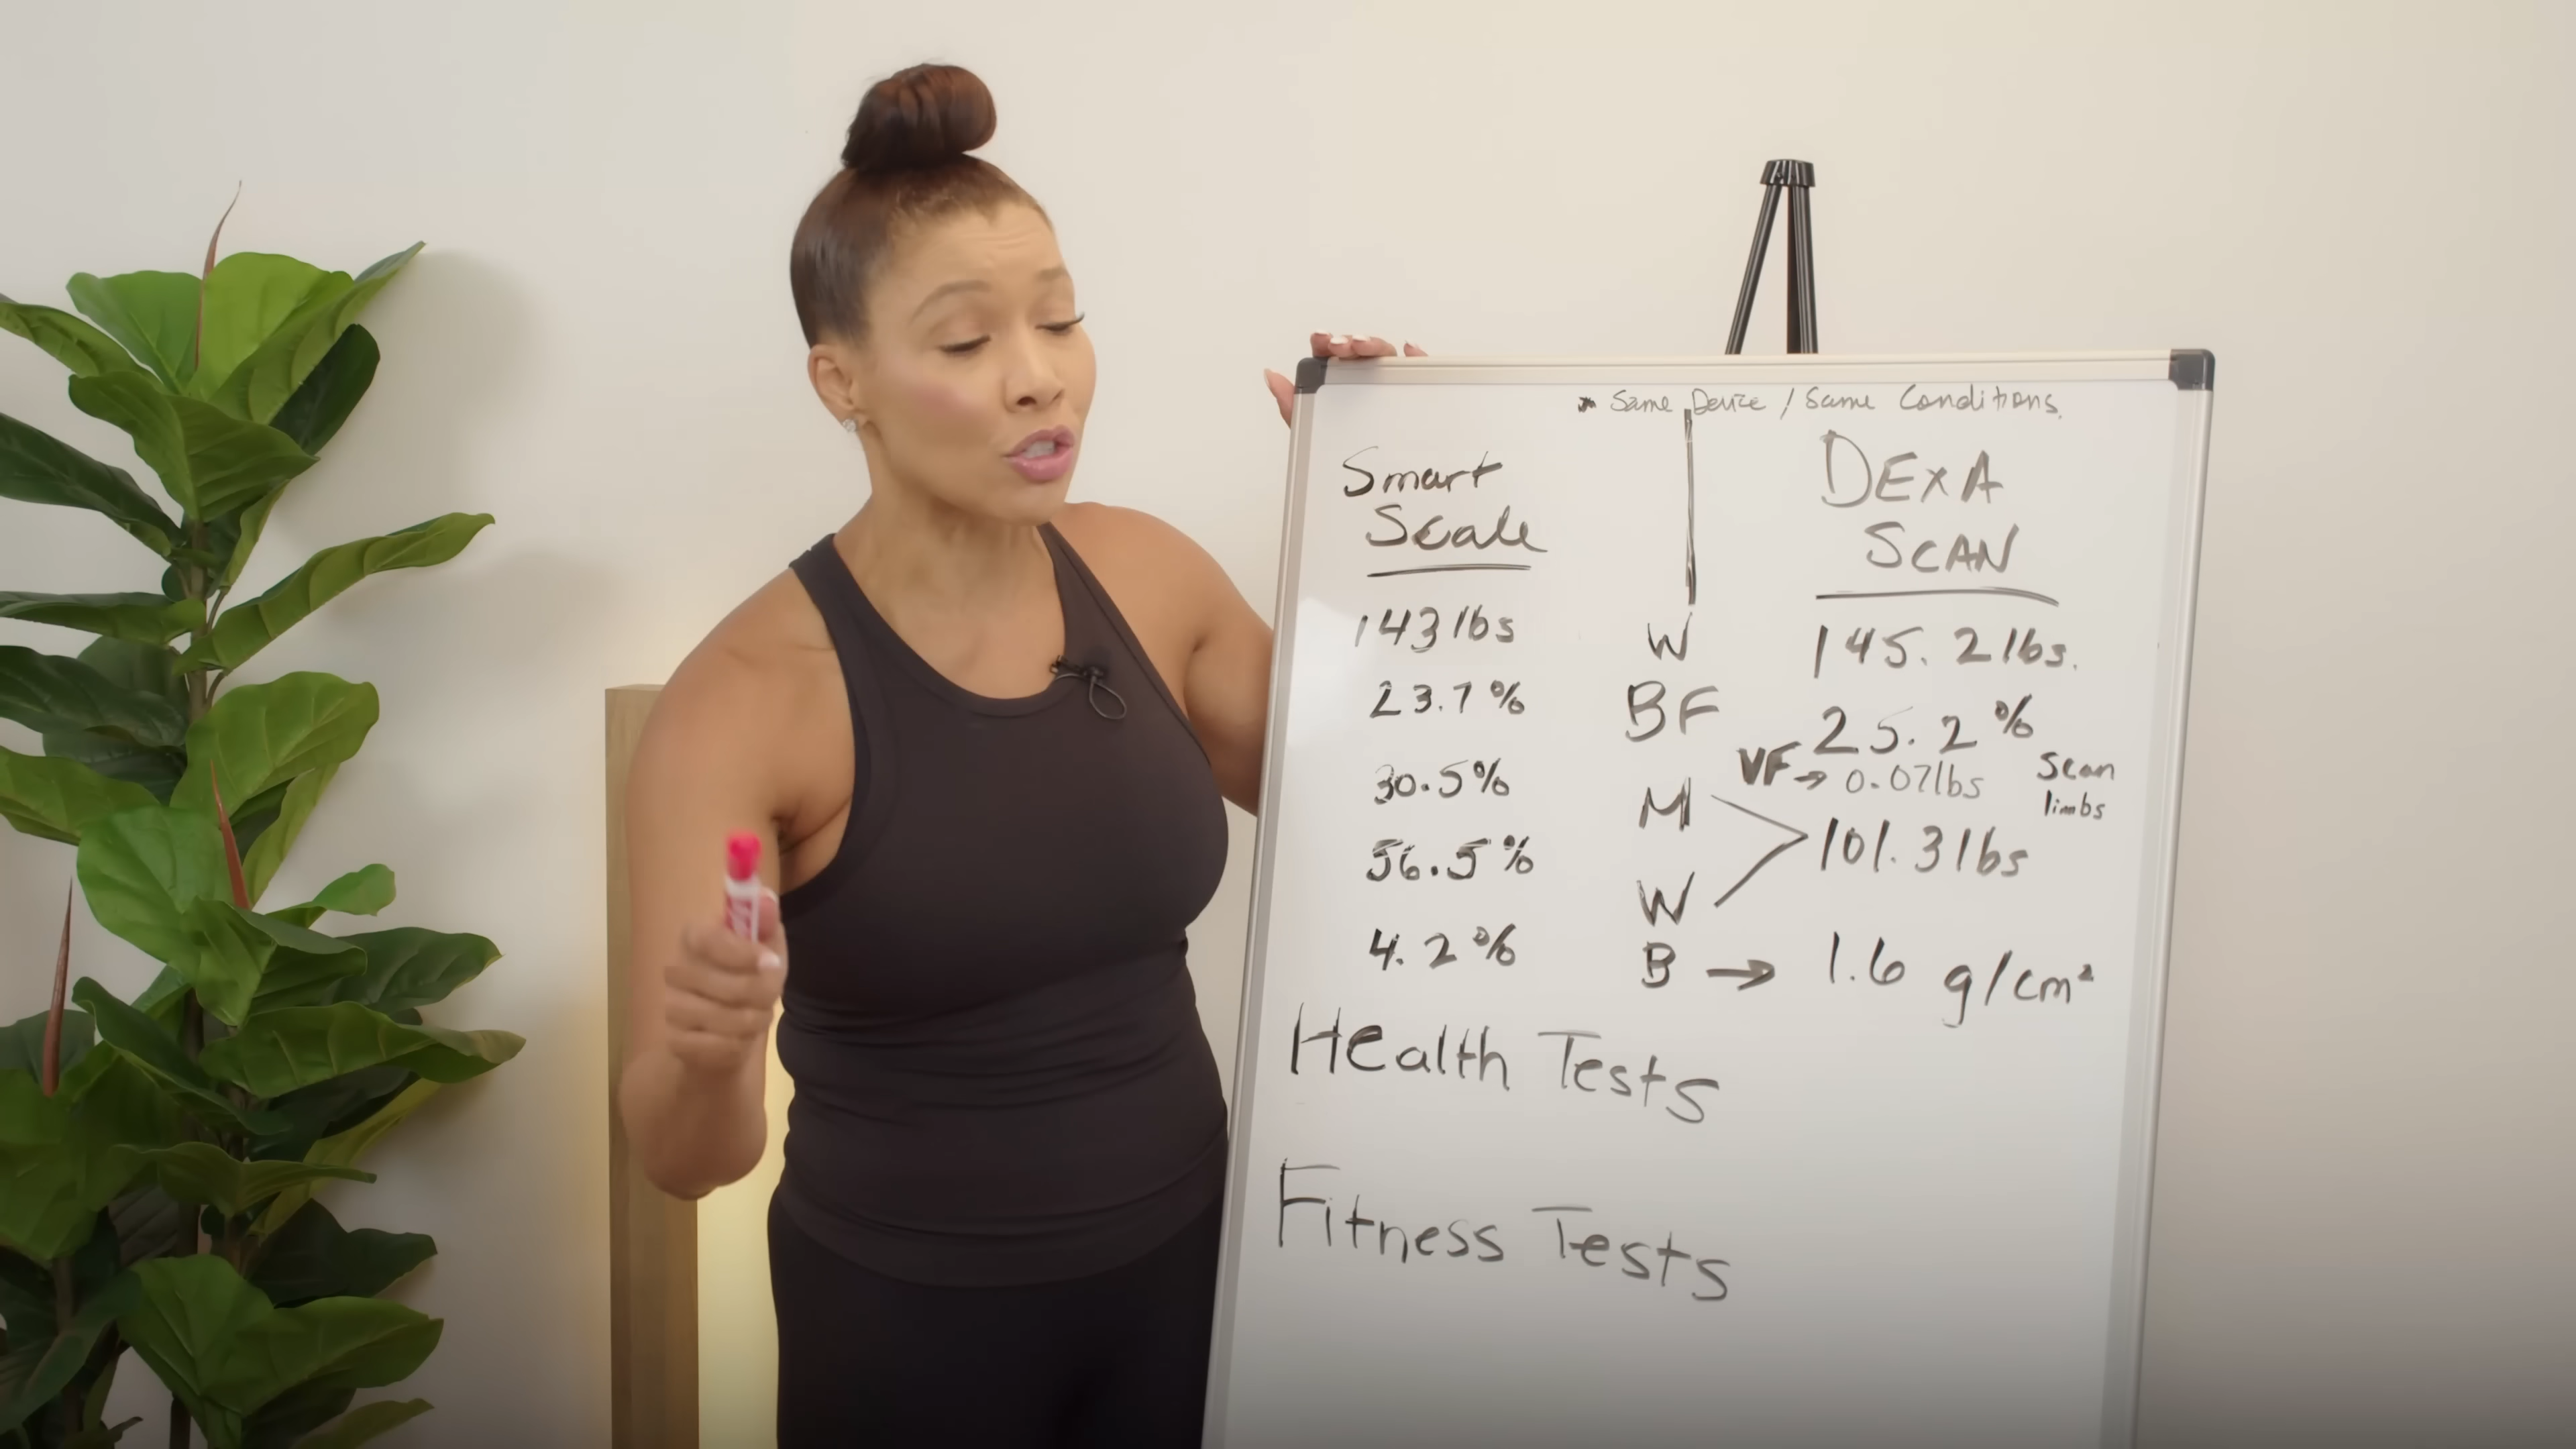 * Same Device / Same Conditions.
Smart
Scale
DEXA
SCAN
143 lbs W 145.2 lbs.
23.7% BF 25.2%
VF → 0.07 lbs
Scan
limbs
30.5% M
101.3 lbs
56.5% W
4.2% B → 1.6 g/cm²
Health Tests
Fitness Tests